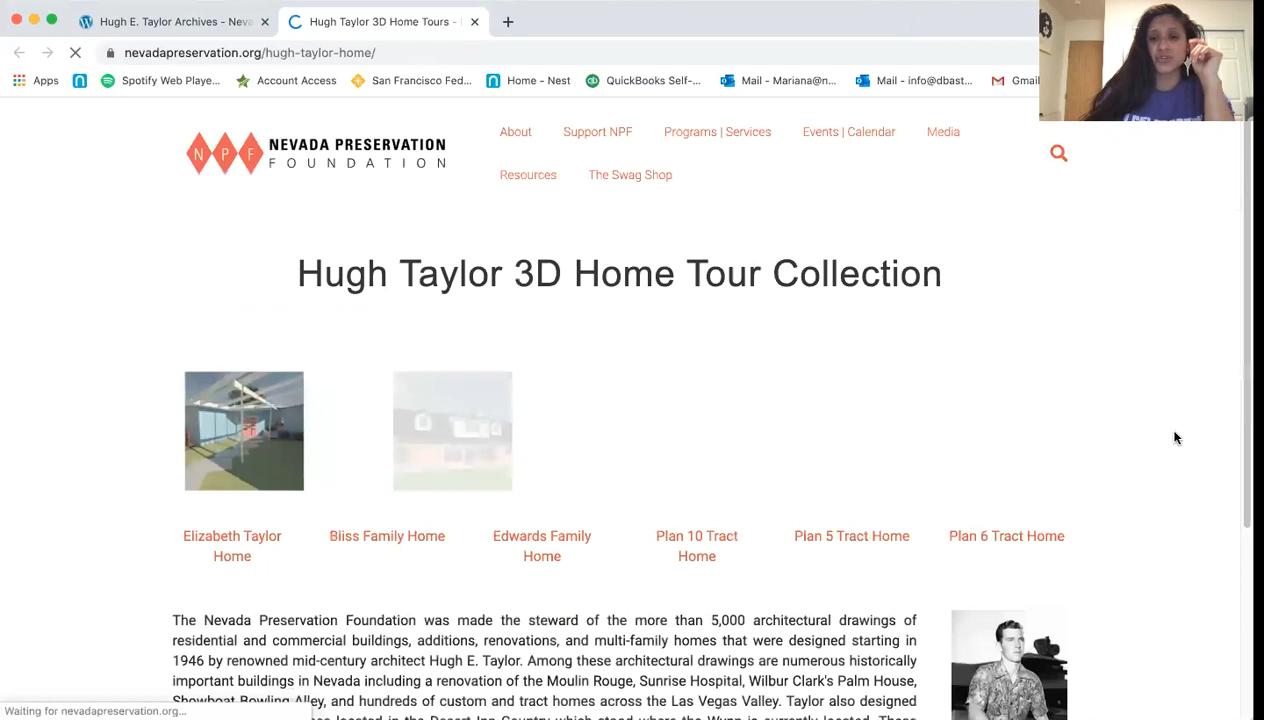 Hugh E. Taylor Archives - Neva
Hugh Taylor 3D Home Tours -
nevadapreservation.org/hugh-taylor-home/
Apps
Spotify Web Playe...
Account Access
San Francisco Fed...
Home - Nest
QuickBooks Self-...
Mail - Mariana@n...
Mail - info@dbast...
Gmail
N P F
NEVADA PRESERVATION
FOUNDATION
About
Support NPF
Programs | Services
Events | Calendar
Media
Resources
The Swag Shop
Hugh Taylor 3D Home Tour Collection
Elizabeth Taylor
Home
Bliss Family Home
Edwards Family
Home
Plan 10 Tract
Home
Plan 5 Tract Home
Plan 6 Tract Home
The Nevada Preservation Foundation was made the steward of the more than 5,000 architectural drawings of
residential and commercial buildings, additions, renovations, and multi-family homes that were designed starting in
1946 by renowned mid-century architect Hugh E. Taylor. Among these architectural drawings are numerous historically
important buildings in Nevada including a renovation of the Moulin Rouge, Sunrise Hospital, Wilbur Clark's Palm House,
Showboat Bowling Alley, and hundreds of custom and tract homes across the Las Vegas Valley. Taylor also designed
located in the Desert Inn Country which stood where the Wynn is currently located. These
Waiting for nevadapreservation.org...